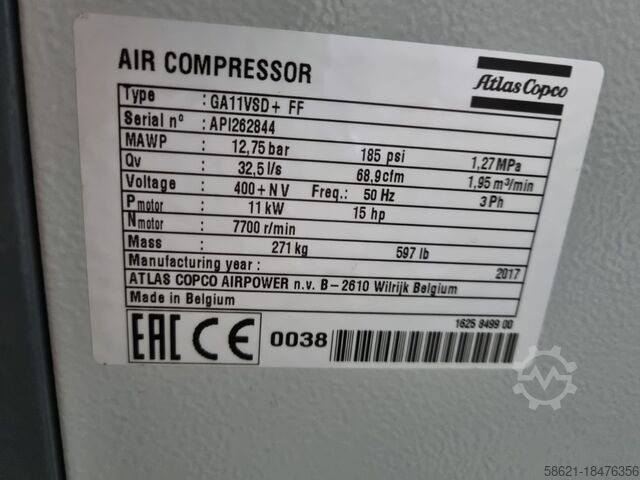 AIR COMPRESSOR
Atlas Copco
Type : GA11VSD+ FF
Serial nº : API262844
MAWP : 12,75 bar 185 psi 1,27 MPa
Qv : 32,5 l/s 68,9cfm 1,95 m³/min
Voltage : 400+N V Freq.: 50 Hz 3 Ph
Pmotor : 11 kW 15 hp
Nmotor : 7700 r/min
Mass : 271 kg 597 lb
Manufacturing year : 2017
ATLAS COPCO AIRPOWER n.v. B-2610 Wilrijk Belgium
Made in Belgium
1625 8499 00
EAC CE 0038
58621-18476356